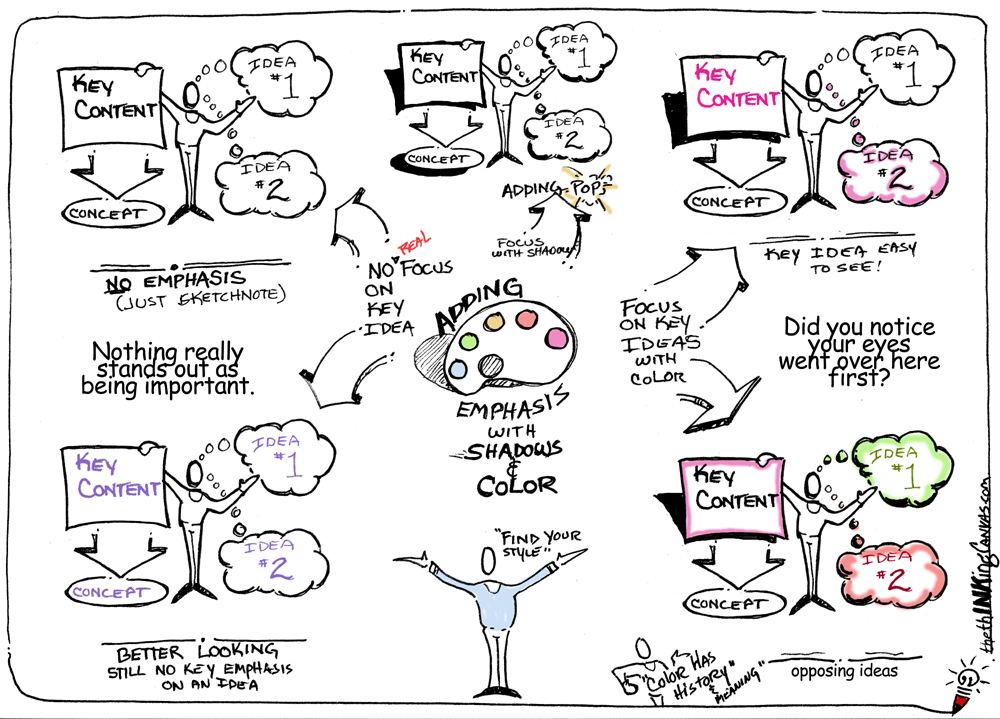 KEY
CONTENT
IDEA
#1
IDEA
#2
CONCEPT
NO EMPHASIS
(JUST SKETCHNOTE)
Nothing really
stands out as
being important.
KEY
CONTENT
IDEA
#1
IDEA
#2
CONCEPT
ADDING POP
FOCUS
WITH SHADOW
REAL
NO FOCUS
ON
KEY
IDEA
KEY
CONTENT
IDEA
#1
IDEA
#2
CONCEPT
KEY IDEA EASY
TO SEE!
FOCUS
ON KEY
IDEAS
WITH
COLOR
Did you notice
your eyes
went over here
first?
ADDING
EMPHASIS
WITH
SHADOWS
&
COLOR
KEY
CONTENT
IDEA
#1
IDEA
#2
CONCEPT
BETTER LOOKING
STILL NO KEY EMPHASIS
ON AN IDEA
"FIND YOUR
STYLE"
KEY
CONTENT
IDEA
#1
IDEA
#2
CONCEPT
"COLOR HAS
HISTORY"
& MEANING"
opposing ideas
thethINKingCanvas.com